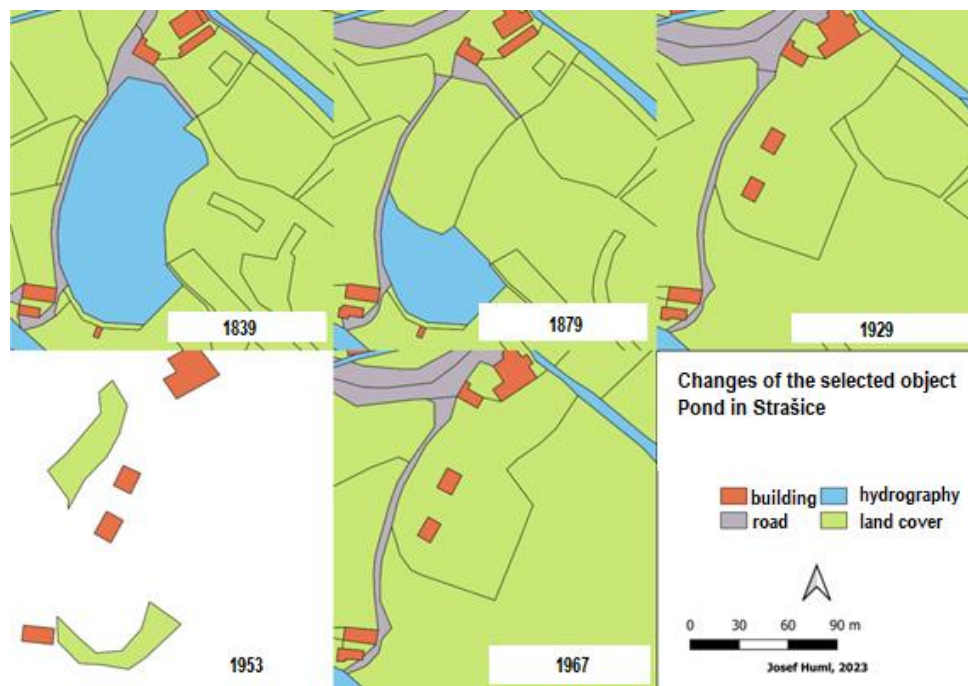 1839
1879
1929
1953
1967
Changes of the selected object
Pond in Strašice
building
hydrography
road
land cover
0 30 60 90 m
Josef Huml, 2023